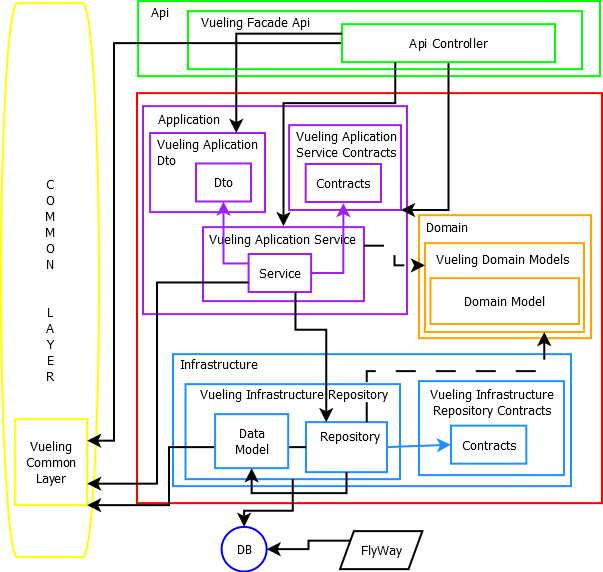 Api
Vueling Facade Api
Api Controller
Application
Vueling Aplication
Dto
Dto
Vueling Aplication
Service Contracts
Contracts
Vueling Aplication Service
Service
Domain
Vueling Domain Models
Domain Model
Infrastructure
Vueling Infrastructure Repository
Data
Model
Repository
Vueling Infrastructure
Repository Contracts
Contracts
C
O
M
M
O
N
L
A
Y
E
R
Vueling
Common
Layer
DB
FlyWay